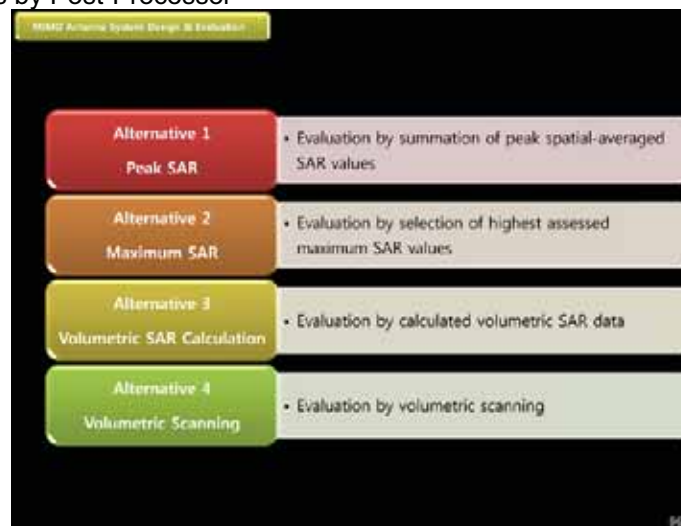 s by Post Processor
MIMO Antenna System Design & Evaluation
Alternative 1
Peak SAR
• Evaluation by summation of peak spatial-averaged
SAR values
Alternative 2
Maximum SAR
• Evaluation by selection of highest assessed
maximum SAR values
Alternative 3
Volumetric SAR Calculation
• Evaluation by calculated volumetric SAR data
Alternative 4
Volumetric Scanning
• Evaluation by volumetric scanning